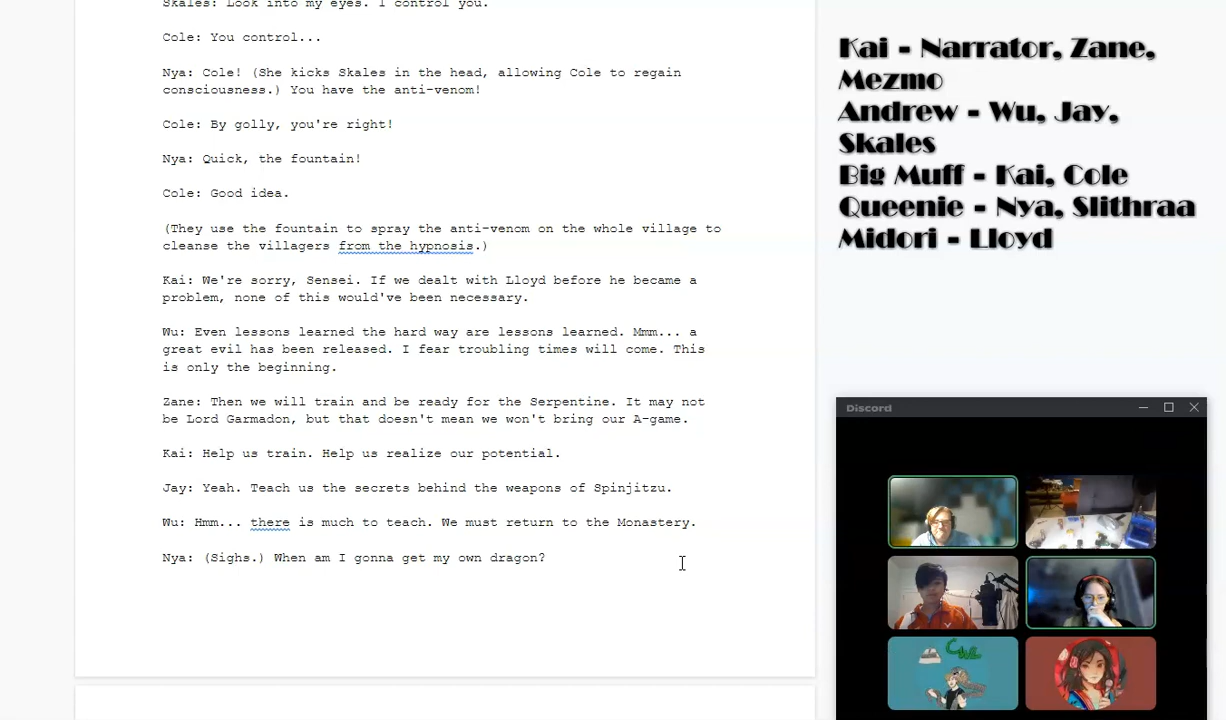 Skales: Look into my eyes. I control you.
Cole: You control...
Nya: Cole! (She kicks Skales in the head, allowing Cole to regain
consciousness.) You have the anti-venom!
Cole: By golly, you're right!
Nya: Quick, the fountain!
Cole: Good idea.
(They use the fountain to spray the anti-venom on the whole village to
cleanse the villagers from the hypnosis.)
Kai: We're sorry, Sensei. If we dealt with Lloyd before he became a
problem, none of this would've been necessary.
Wu: Even lessons learned the hard way are lessons learned. Mmm... a
great evil has been released. I fear troubling times will come. This
is only the beginning.
Zane: Then we will train and be ready for the Serpentine. It may not
be Lord Garmadon, but that doesn't mean we won't bring our A-game.
Kai: Help us train. Help us realize our potential.
Jay: Yeah. Teach us the secrets behind the weapons of Spinjitzu.
Wu: Hmm... there is much to teach. We must return to the Monastery.
Nya: (Sighs.) When am I gonna get my own dragon?
Kai - Narrator, Zane,
Mezmo
Andrew - Wu, Jay,
Skales
Big Muff - Kai, Cole
Queenie - Nya, Slithraa
Midori - Lloyd
Discord